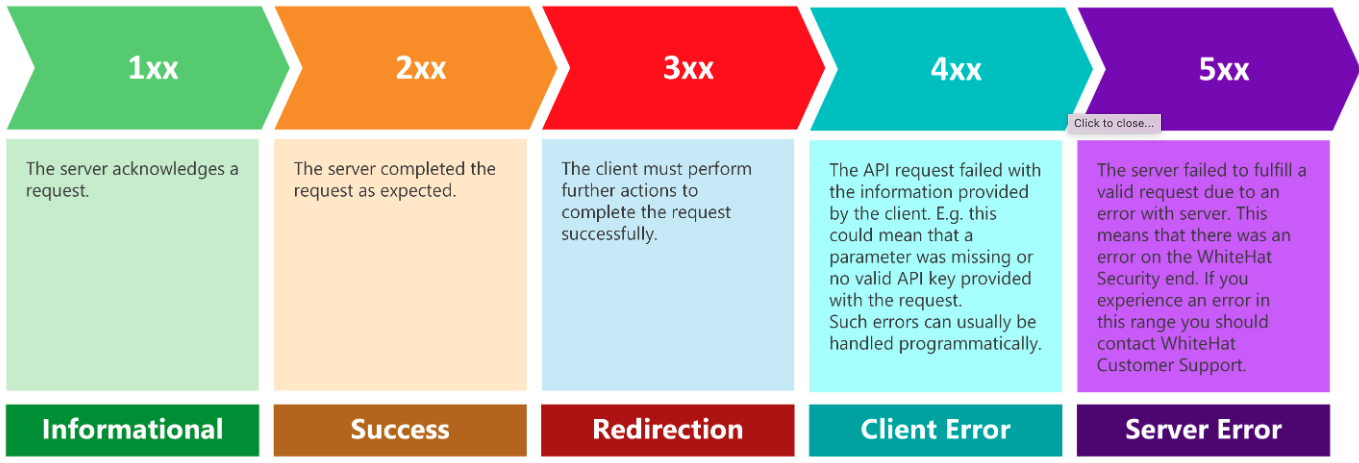 1xx
2xx
3xx
4xx
5xx
Click to close...
The server acknowledges a
request.
The server completed the
request as expected.
The client must perform
further actions to
complete the request
successfully.
The API request failed with
the information provided
by the client. E.g. this
could mean that a
parameter was missing or
no valid API key provided
with the request.
Such errors can usually be
handled programmatically.
The server failed to fulfill a
valid request due to an
error with server. This
means that there was an
error on the WhiteHat
Security end. If you
experience an error in
this range you should
contact WhiteHat
Customer Support.
Informational
Success
Redirection
Client Error
Server Error